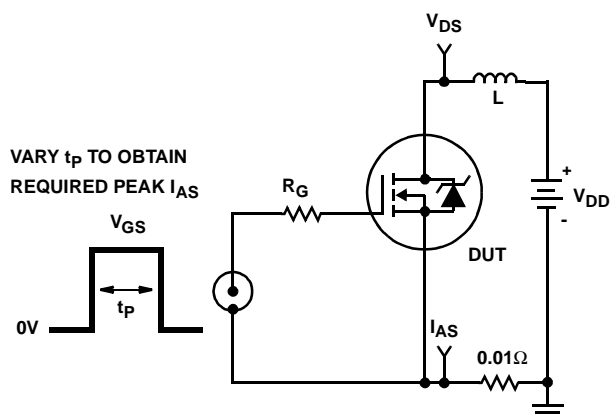 V_DS
L
VARY t_P TO OBTAIN
REQUIRED PEAK I_AS
R_G
+
V_DD
-
V_GS
DUT
t_P
0V
I_AS
0.01Ω